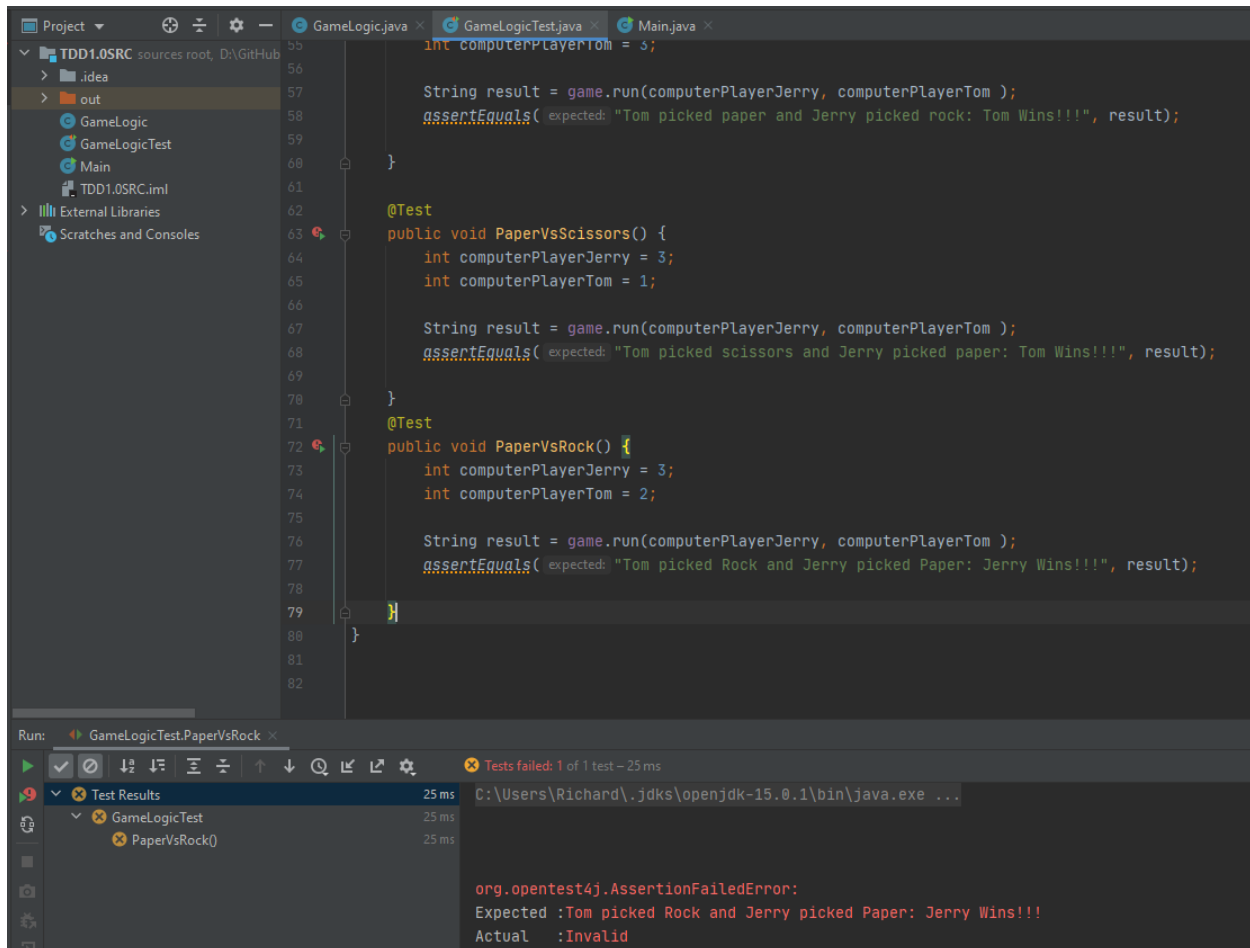 Project
GameLogic.java
GameLogicTest.java
Main.java
TDD1.0SRC sources root, D:\GitHub
.idea
out
GameLogic
GameLogicTest
Main
TDD1.0SRC.iml
External Libraries
Scratches and Consoles
55 int computerPlayerTom = 3;
56
57 String result = game.run(computerPlayerJerry, computerPlayerTom );
58 assertEquals( expected: "Tom picked paper and Jerry picked rock: Tom Wins!!!", result);
59
60 }
61
62 @Test
63 public void PaperVsScissors() {
64 int computerPlayerJerry = 3;
65 int computerPlayerTom = 1;
66
67 String result = game.run(computerPlayerJerry, computerPlayerTom );
68 assertEquals( expected: "Tom picked scissors and Jerry picked paper: Tom Wins!!!", result);
69
70 }
71 @Test
72 public void PaperVsRock() {
73 int computerPlayerJerry = 3;
74 int computerPlayerTom = 2;
75
76 String result = game.run(computerPlayerJerry, computerPlayerTom );
77 assertEquals( expected: "Tom picked Rock and Jerry picked Paper: Jerry Wins!!!", result);
78
79 }
80 }
81
82
Run: GameLogicTest.PaperVsRock
Tests failed: 1 of 1 test – 25 ms
Test Results 25 ms
GameLogicTest 25 ms
PaperVsRock() 25 ms
C:\Users\Richard\.jdks\openjdk-15.0.1\bin\java.exe ...
org.opentest4j.AssertionFailedError:
Expected :Tom picked Rock and Jerry picked Paper: Jerry Wins!!!
Actual :Invalid